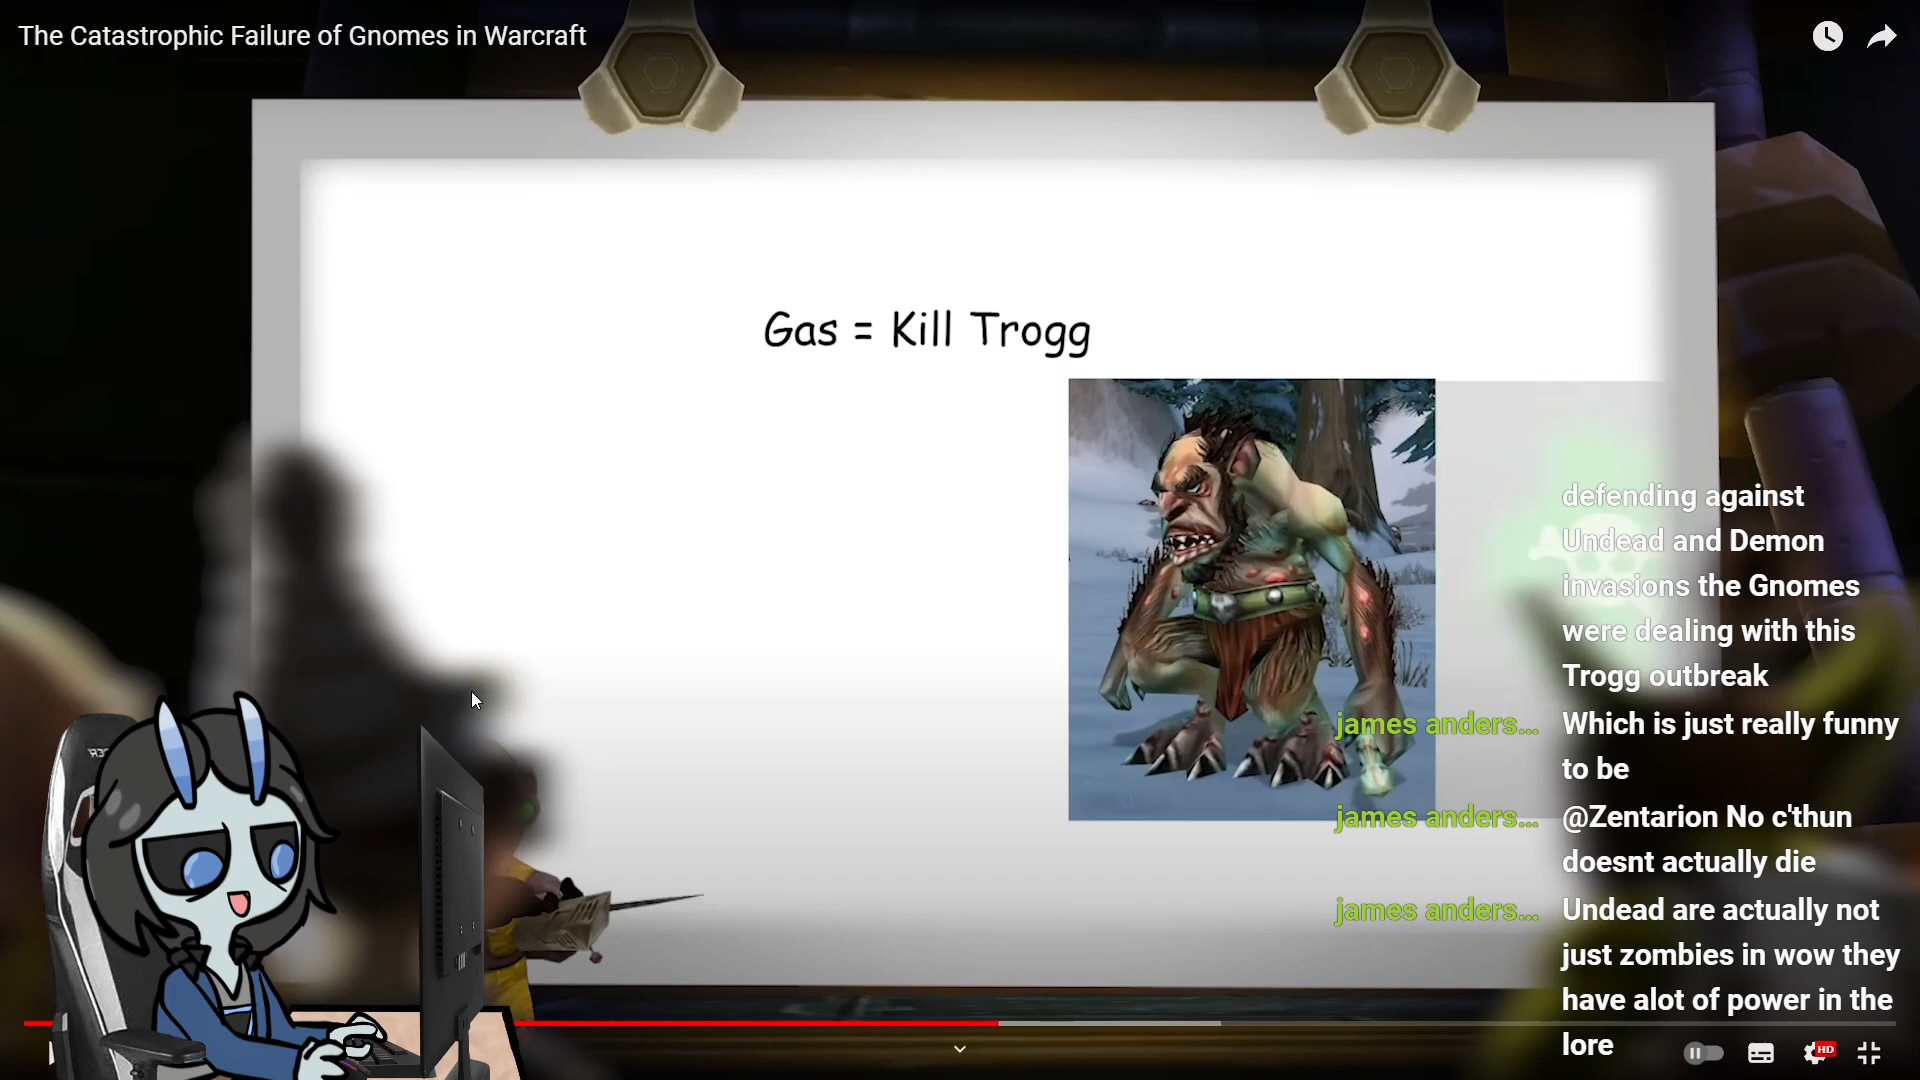 The Catastrophic Failure of Gnomes in Warcraft
Gas = Kill Trogg
defending against
Undead and Demon
invasions the Gnomes
were dealing with this
Trogg outbreak
james anders... Which is just really funny
to be
james anders... @Zentarion No c'thun
doesnt actually die
james anders... Undead are actually not
just zombies in wow they
have alot of power in the
lore
HD